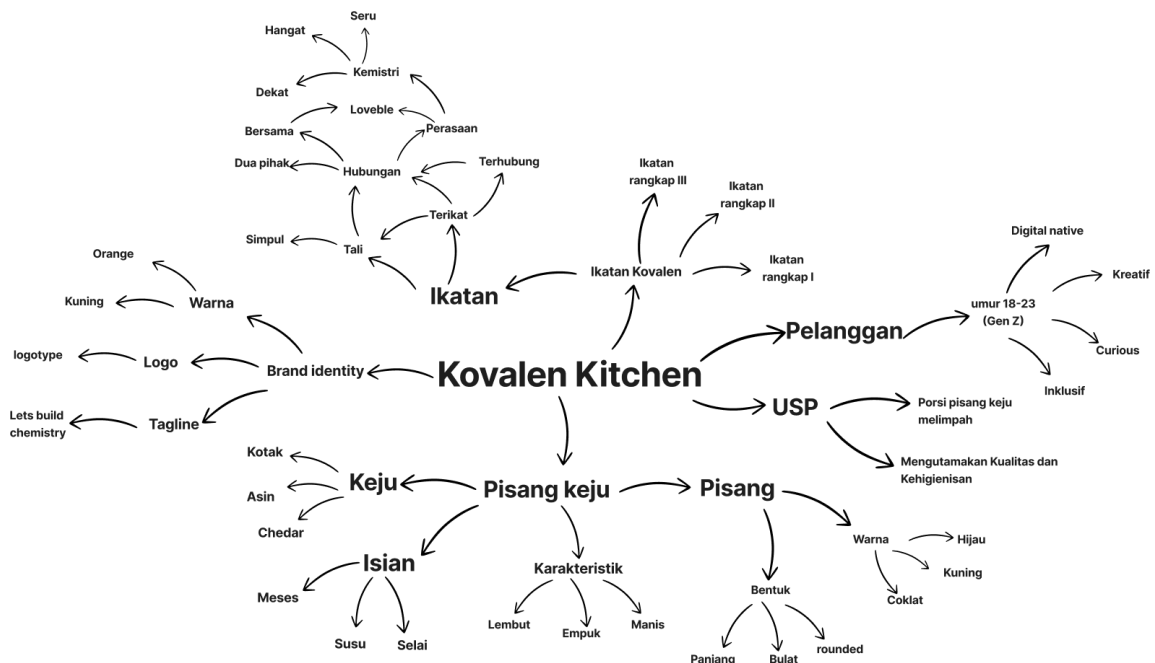 Seru
Hangat
Kemistri
Dekat
Loveble
Bersama
Perasaan
Dua pihak
Hubungan
Terhubung
Terikat
Simpul
Tali
Ikatan
Ikatan
rangkap III
Ikatan
rangkap II
Ikatan
rangkap I
Ikatan Kovalen
Digital native
Kreatif
umur 18-23
(Gen Z)
Curious
Inklusif
Pelanggan
Orange
Kuning
Warna
logotype
Logo
Brand identity
Lets build
chemistry
Tagline
Kovalen Kitchen
USP
Porsi pisang keju
melimpah
Mengutamakan Kualitas dan
Kehigienisan
Kotak
Asin
Chedar
Keju
Pisang keju
Pisang
Isian
Meses
Susu
Selai
Karakteristik
Lembut
Empuk
Manis
Warna
Hijau
Kuning
Coklat
Bentuk
Panjang
Bulat
rounded